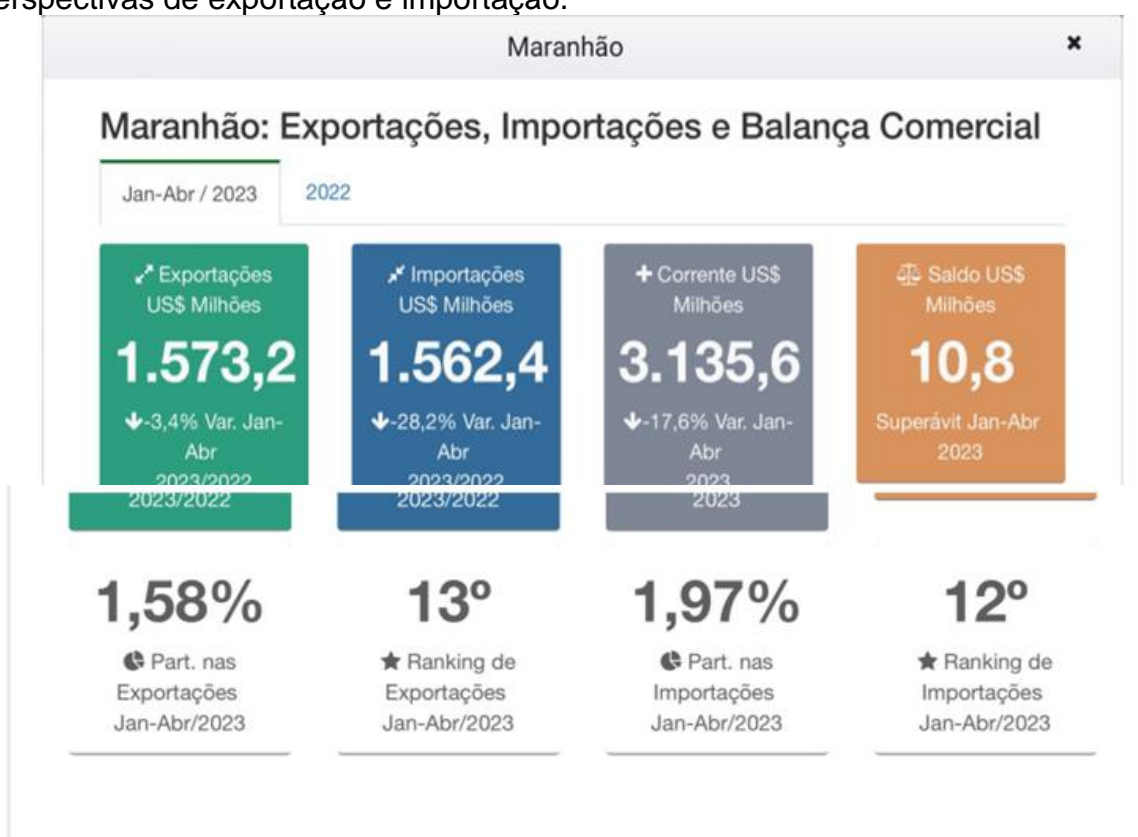 erspectivas de exportação e importação.
Maranhão ×
Maranhão: Exportações, Importações e Balança Comercial
Jan-Abr / 2023 2022
Exportações
US$ Milhões
1.573,2
-3,4% Var. Jan-
Abr
2023/2022
2023/2022
Importações
US$ Milhões
1.562,4
-28,2% Var. Jan-
Abr
2023/2022
2023/2022
Corrente US$
Milhões
3.135,6
-17,6% Var. Jan-
Abr
2023
2023
Saldo US$
Milhões
10,8
Superávit Jan-Abr
2023
1,58%
Part. nas
Exportações
Jan-Abr/2023
13º
Ranking de
Exportações
Jan-Abr/2023
1,97%
Part. nas
Importações
Jan-Abr/2023
12º
Ranking de
Importações
Jan-Abr/2023